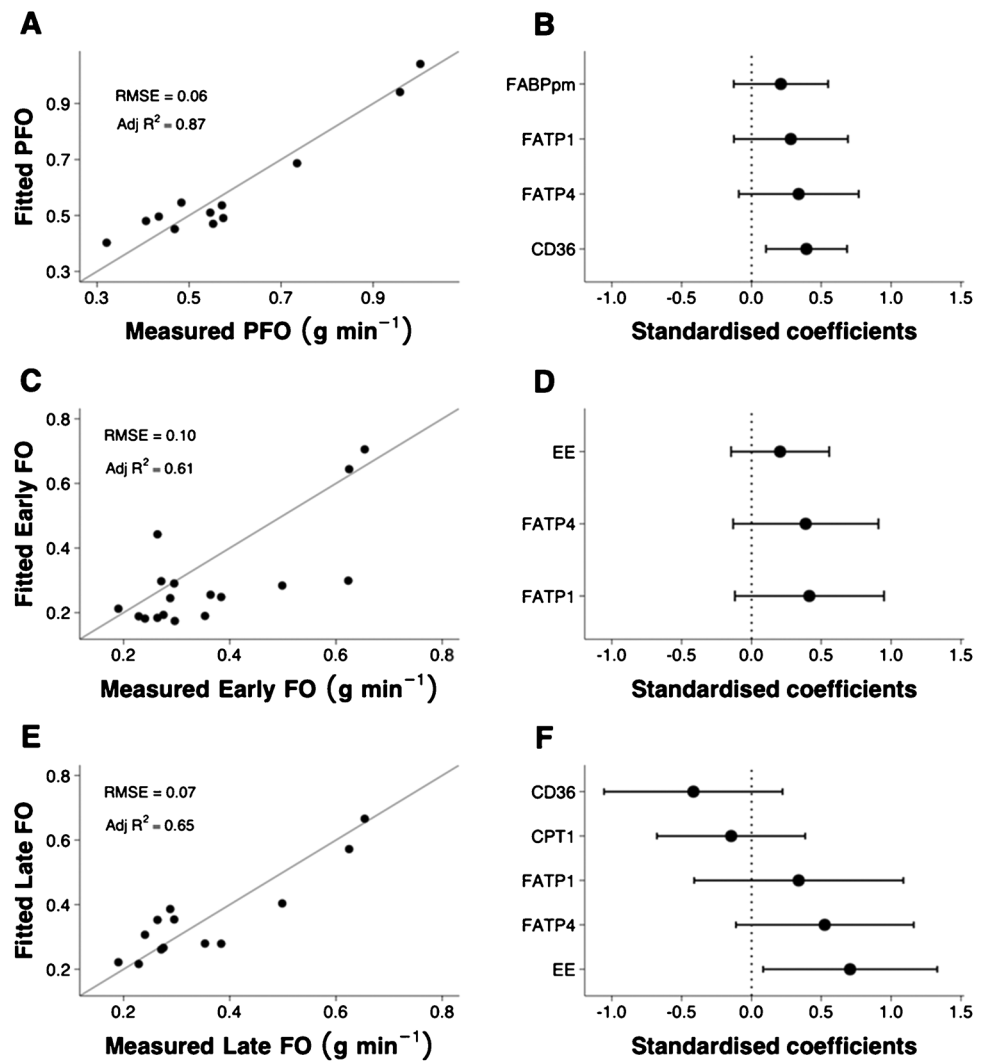 A
RMSE = 0.06
Adj R² = 0.87
Fitted PFO
0.9
0.7
0.5
0.3
0.3 0.5 0.7 0.9
Measured PFO (g min⁻¹)
B
FABPpm
FATP1
FATP4
CD36
-1.0 -0.5 0.0 0.5 1.0 1.5
Standardised coefficients
C
RMSE = 0.10
Adj R² = 0.61
Fitted Early FO
0.8
0.6
0.4
0.2
0.2 0.4 0.6 0.8
Measured Early FO (g min⁻¹)
D
EE
FATP4
FATP1
-1.0 -0.5 0.0 0.5 1.0 1.5
Standardised coefficients
E
RMSE = 0.07
Adj R² = 0.65
Fitted Late FO
0.8
0.6
0.4
0.2
0.2 0.4 0.6 0.8
Measured Late FO (g min⁻¹)
F
CD36
CPT1
FATP1
FATP4
EE
-1.0 -0.5 0.0 0.5 1.0 1.5
Standardised coefficients